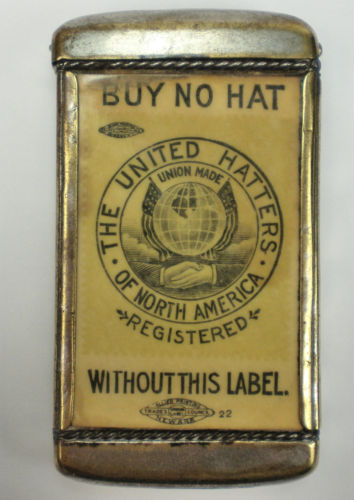 BUY NO HAT
THE UNITED HATTERS
UNION MADE
OF NORTH AMERICA
REGISTERED
WITHOUT THIS LABEL.
ALLIED PRINTING
TRADES COUNCIL
NEWARK
22